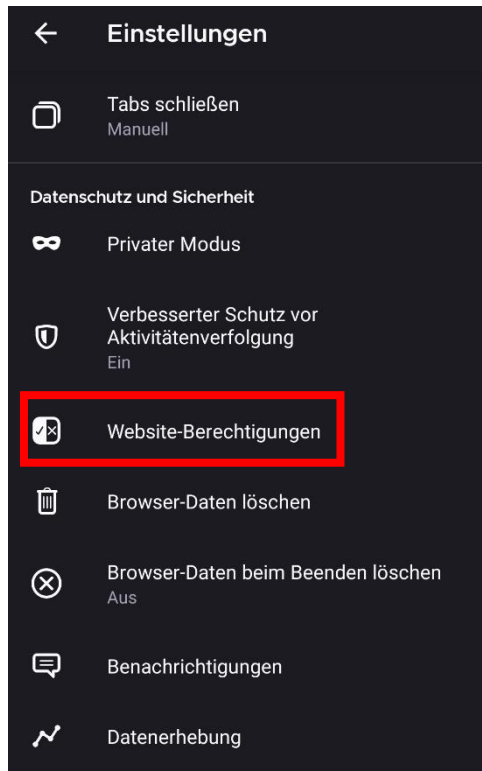 Einstellungen
Tabs schließen
Manuell
Datenschutz und Sicherheit
Privater Modus
Verbesserter Schutz vor
Aktivitätenverfolgung
Ein
Website-Berechtigungen
Browser-Daten löschen
Browser-Daten beim Beenden löschen
Aus
Benachrichtigungen
Datenerhebung